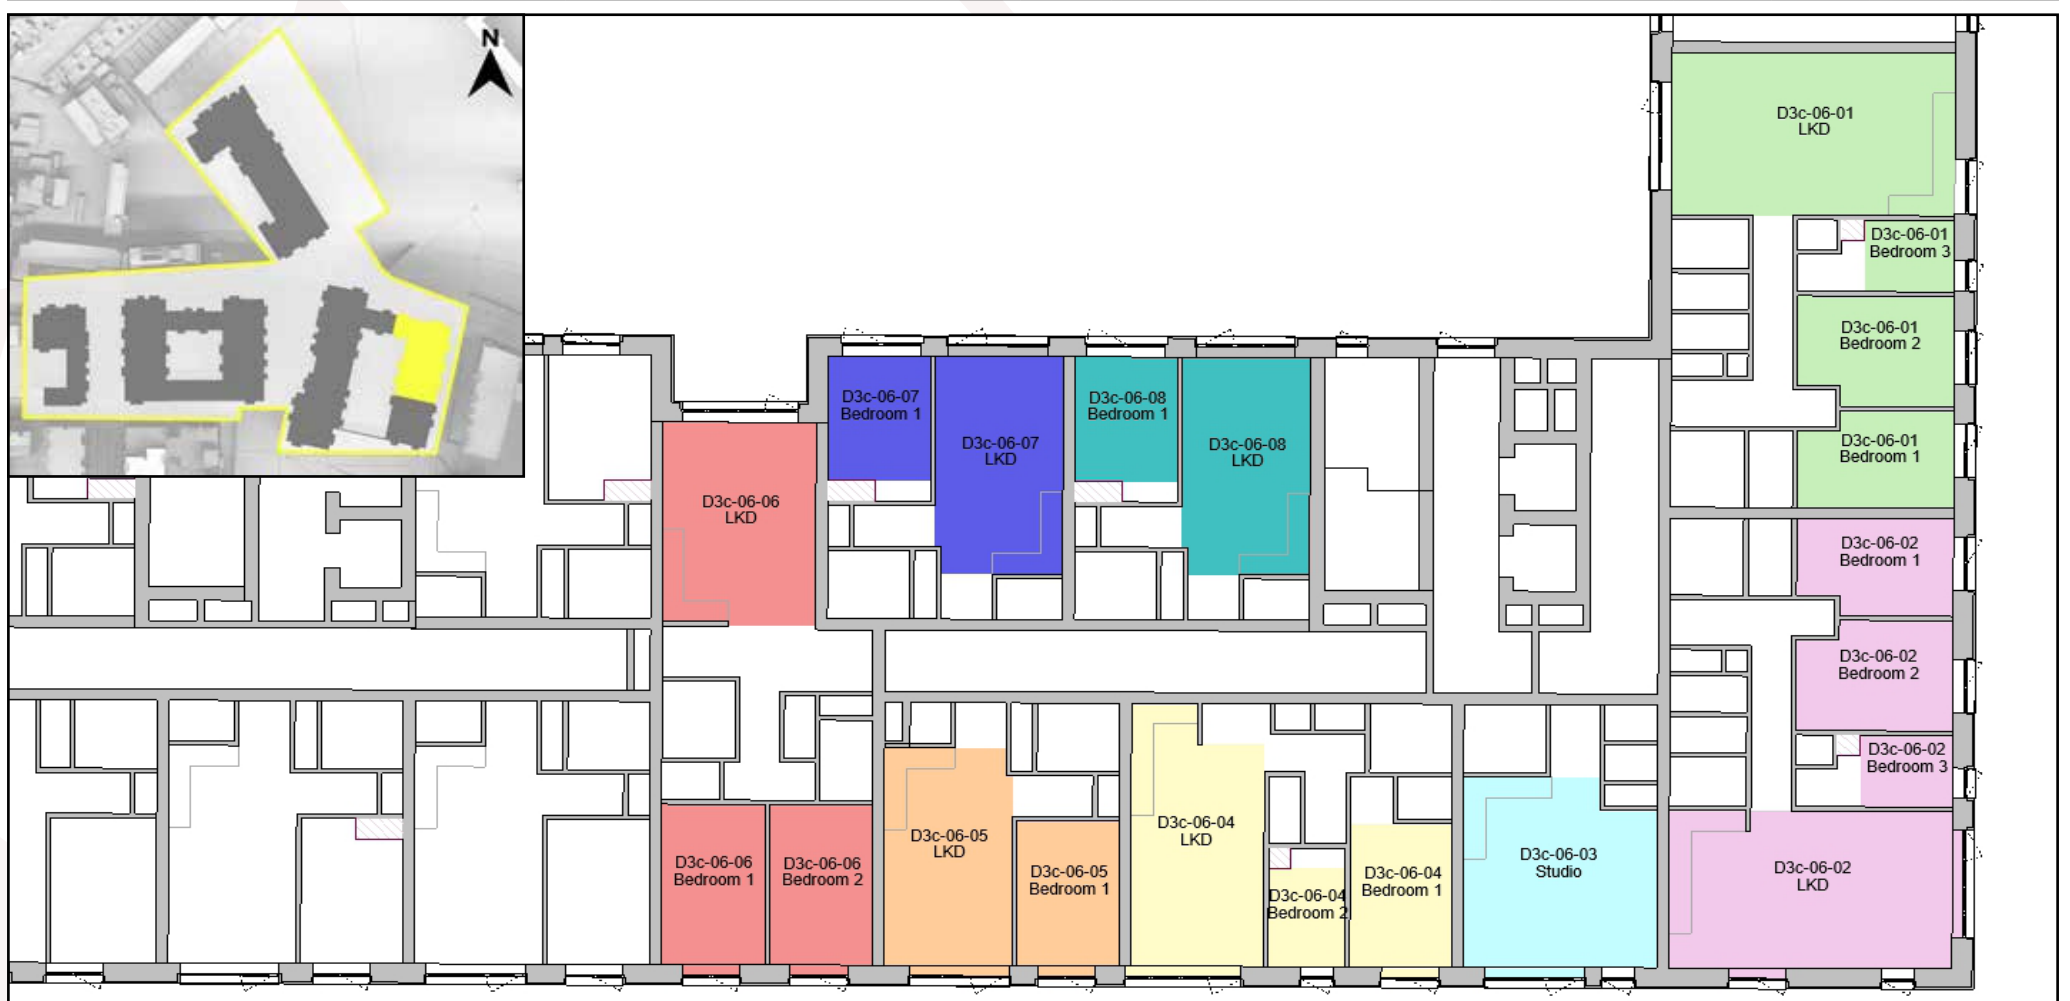 N
D3c-06-01
LKD
D3c-06-01
Bedroom 3
D3c-06-01
Bedroom 2
D3c-06-01
Bedroom 1
D3c-06-07
Bedroom 1
D3c-06-07
LKD
D3c-06-08
Bedroom 1
D3c-06-08
LKD
D3c-06-06
LKD
D3c-06-02
Bedroom 1
D3c-06-02
Bedroom 2
D3c-06-02
Bedroom 3
D3c-06-06
Bedroom 1
D3c-06-06
Bedroom 2
D3c-06-05
LKD
D3c-06-05
Bedroom 1
D3c-06-04
LKD
D3c-06-04
Bedroom 2
D3c-06-04
Bedroom 1
D3c-06-03
Studio
D3c-06-02
LKD